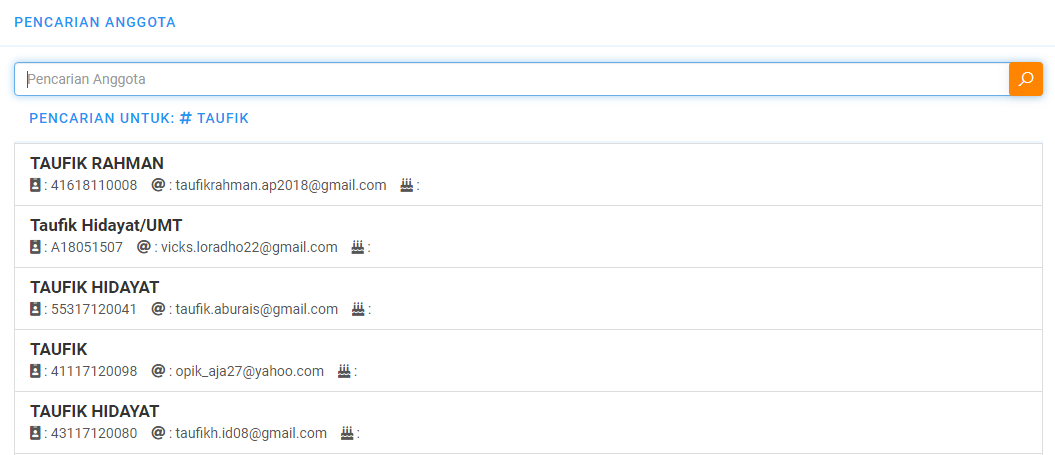 PENCARIAN ANGGOTA
Pencarian Anggota
PENCARIAN UNTUK: # TAUFIK
TAUFIK RAHMAN
: 41618110008 @ : taufikrahman.ap2018@gmail.com :
Taufik Hidayat/UMT
: A18051507 @ : vicks.loradho22@gmail.com :
TAUFIK HIDAYAT
: 55317120041 @ : taufik.aburais@gmail.com :
TAUFIK
: 41117120098 @ : opik_aja27@yahoo.com :
TAUFIK HIDAYAT
: 43117120080 @ : taufikh.id08@gmail.com :